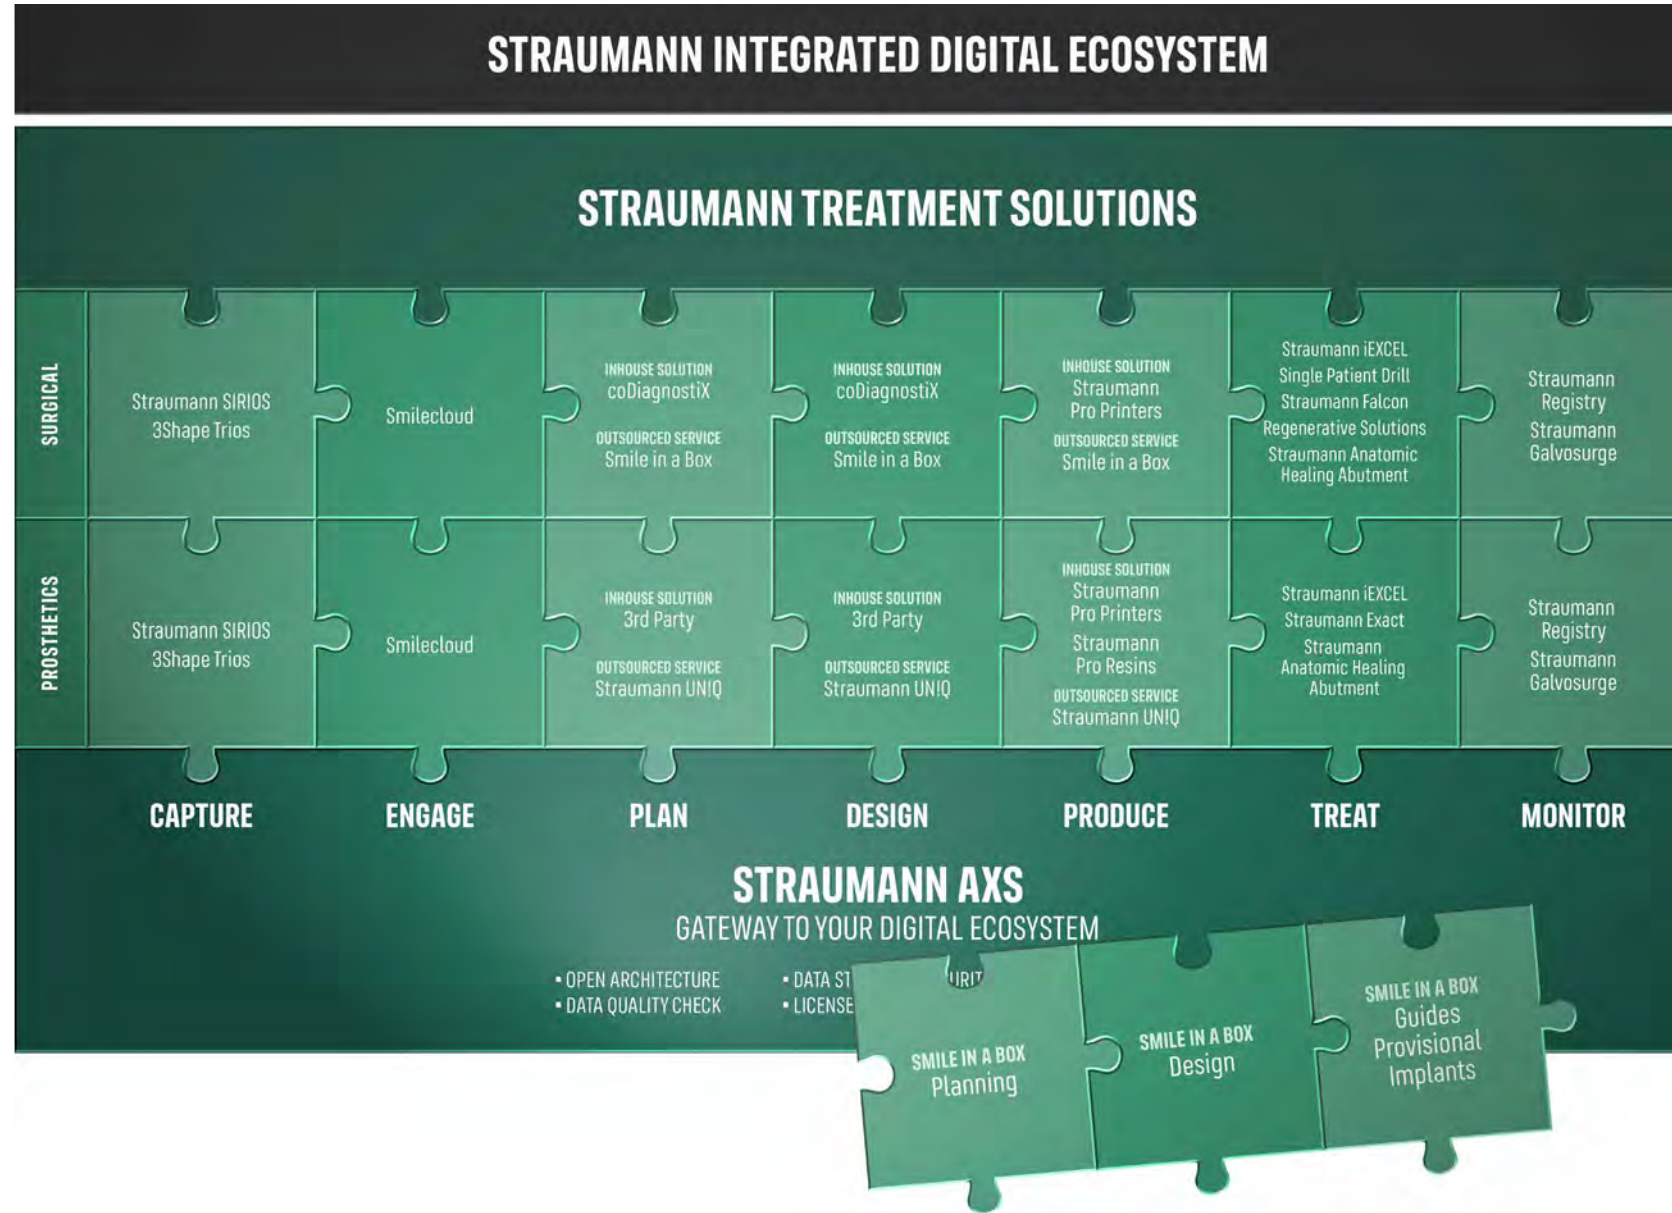 STRAUMANN INTEGRATED DIGITAL ECOSYSTEM
STRAUMANN TREATMENT SOLUTIONS
SURGICAL
Straumann SIRIOS
3Shape Trios
Smilecloud
INHOUSE SOLUTION
coDiagnostiX
OUTSOURCED SERVICE
Smile in a Box
INHOUSE SOLUTION
coDiagnostiX
OUTSOURCED SERVICE
Smile in a Box
INHOUSE SOLUTION
Straumann
Pro Printers
OUTSOURCED SERVICE
Smile in a Box
Straumann iEXCEL
Single Patient Drill
Straumann Falcon
Regenerative Solutions
Straumann Anatomic
Healing Abutment
Straumann
Registry
Straumann
Galvosurge
PROSTHETICS
Straumann SIRIOS
3Shape Trios
Smilecloud
INHOUSE SOLUTION
3rd Party
OUTSOURCED SERVICE
Straumann UN!Q
INHOUSE SOLUTION
3rd Party
OUTSOURCED SERVICE
Straumann UN!Q
INHOUSE SOLUTION
Straumann
Pro Printers
Straumann
Pro Resins
OUTSOURCED SERVICE
Straumann UN!Q
Straumann iEXCEL
Straumann Exact
Straumann
Anatomic Healing
Abutment
Straumann
Registry
Straumann
Galvosurge
CAPTURE
ENGAGE
PLAN
DESIGN
PRODUCE
TREAT
MONITOR
STRAUMANN AXS
GATEWAY TO YOUR DIGITAL ECOSYSTEM
▪ OPEN ARCHITECTURE
▪ DATA QUALITY CHECK
▪ DATA
▪ LICENSE
SMILE IN A BOX
Planning
SMILE IN A BOX
Design
SMILE IN A BOX
Guides
Provisional
Implants